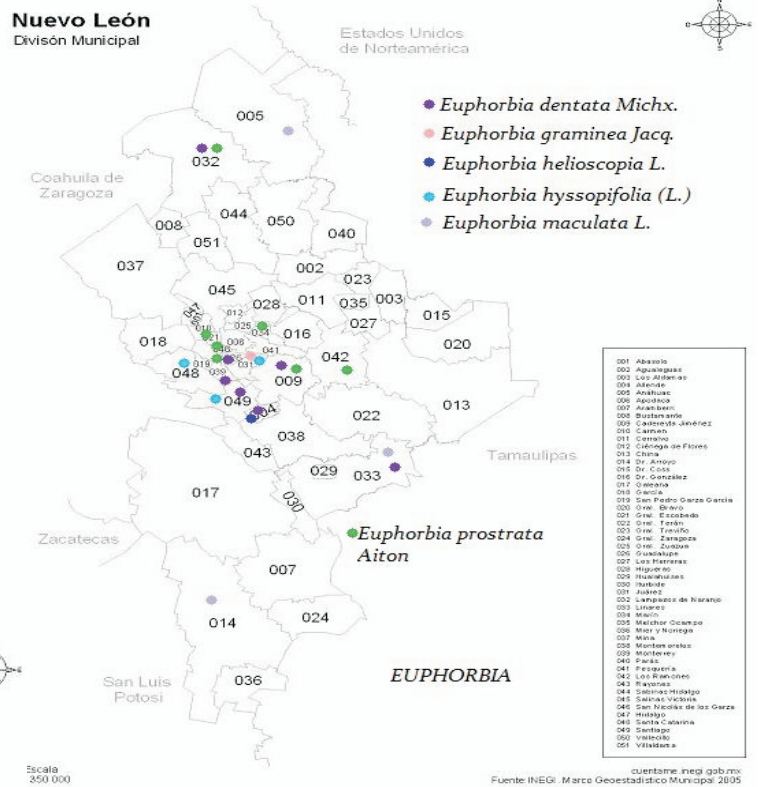 Nuevo León
Divisón Municipal
Estados Unidos
de Norteamérica
Coahuila de
Zaragoza
Euphorbia dentata Michx.
Euphorbia graminea Jacq.
Euphorbia helioscopia L.
Euphorbia hyssopifolia (L.)
Euphorbia maculata L.
005
032
044
050
008
051
040
037
002
023
045
028
011
035
003
015
047
012
025
027
016
020
018
008
041
042
019
048
031
039
009
049
004
022
013
038
043
029
033
Tamaulipas
017
030
Zacatecas
Euphorbia prostrata
Aiton
007
014
024
036
San Luis
Potosi
EUPHORBIA
001 Abasolo
002 Agualeguas
003 Los Aldamas
004 Allende
005 Anáhuac
006 Apodaca
007 Aramberri
008 Bustamante
009 Cadereyta Jiménez
010 Carmen
011 Cerralvo
012 Ciénega de Flores
013 China
014 Dr. Arroyo
015 Dr. Coss
016 Dr. González
017 Galeana
018 García
019 San Pedro Garza García
020 Gral. Bravo
021 Gral. Escobedo
022 Gral. Terán
023 Gral. Treviño
024 Gral. Zaragoza
025 Gral. Zuazua
026 Guadalupe
027 Los Herreras
028 Higueras
029 Hualahuises
030 Iturbide
031 Juárez
032 Lampazos de Naranjo
033 Linares
034 Marín
035 Melchor Ocampo
036 Mier y Noriega
037 Mina
038 Montemorelos
039 Monterrey
040 Parás
041 Pesquería
042 Los Ramones
043 Rayones
044 Sabinas Hidalgo
045 Salinas Victoria
046 San Nicolás de los Garza
047 Hidalgo
048 Santa Catarina
049 Santiago
050 Vallecillo
051 Villaldama
Escala
350 000
cuentame.inegi.gob.mx
Fuente:INEGI. Marco Geoestadístico Municipal 2005